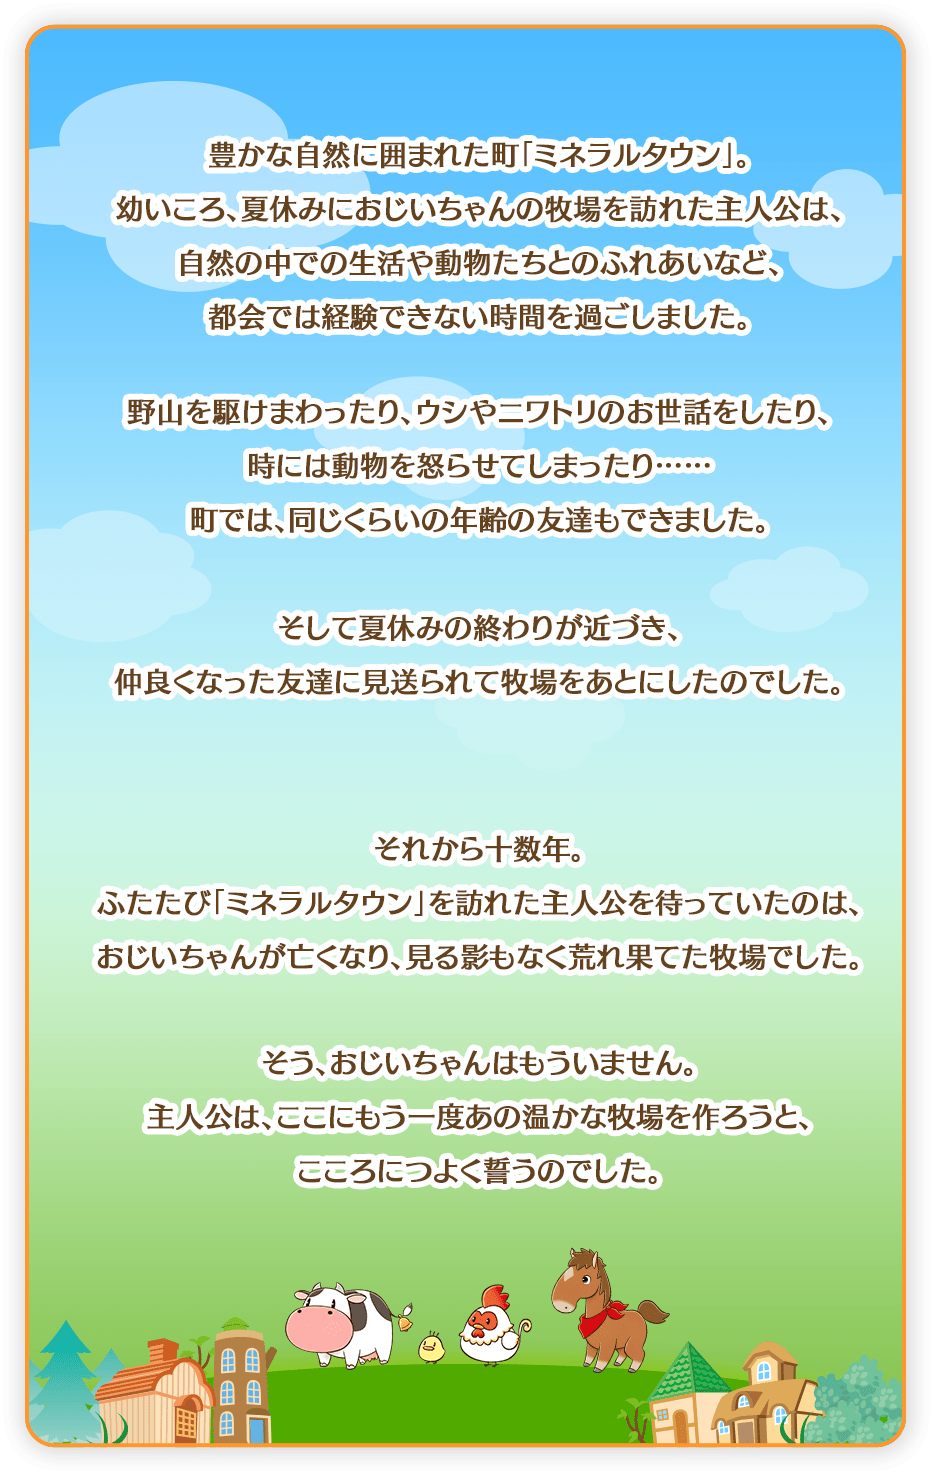 豊かな自然に囲まれた町「ミネラルタウン」。
幼いころ、夏休みにおじいちゃんの牧場を訪れた主人公は、
自然の中での生活や動物たちとのふれあいなど、
都会では経験できない時間を過ごしました。
野山を駆けまわったり、ウシやニワトリのお世話をしたり、
時には動物を怒らせてしまったり……
町では、同じくらいの年齢の友達もできました。
そして夏休みの終わりが近づき、
仲良くなった友達に見送られて牧場をあとにしたのでした。
それから十数年。
ふたたび「ミネラルタウン」を訪れた主人公を待っていたのは、
おじいちゃんが亡くなり、見る影もなく荒れ果てた牧場でした。
そう、おじいちゃんはもういません。
主人公は、ここにもう一度あの温かな牧場を作ろうと、
こころにつよく誓うのでした。